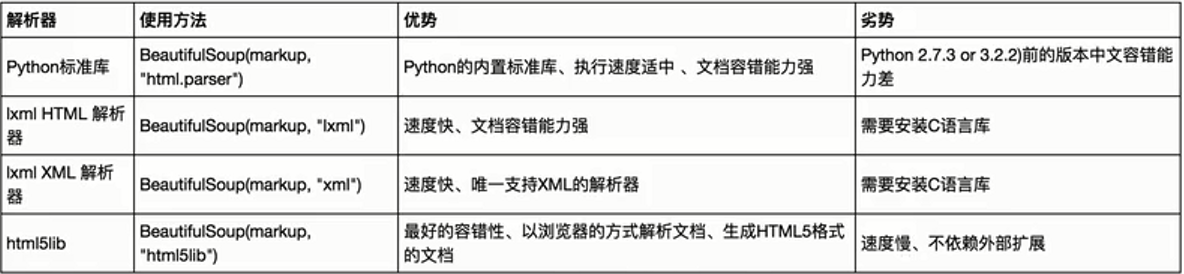 解析器 使用方法 优势 劣势
Python标准库 BeautifulSoup(markup, "html.parser") Python的内置标准库、执行速度适中 、文档容错能力强 Python 2.7.3 or 3.2.2)前的版本中文容错能力差
lxml HTML 解析器 BeautifulSoup(markup, "lxml") 速度快、文档容错能力强 需要安装C语言库
lxml XML 解析器 BeautifulSoup(markup, "xml") 速度快、唯一支持XML的解析器 需要安装C语言库
html5lib BeautifulSoup(markup, "html5lib") 最好的容错性、以浏览器的方式解析文档、生成HTML5格式的文档 速度慢、不依赖外部扩展